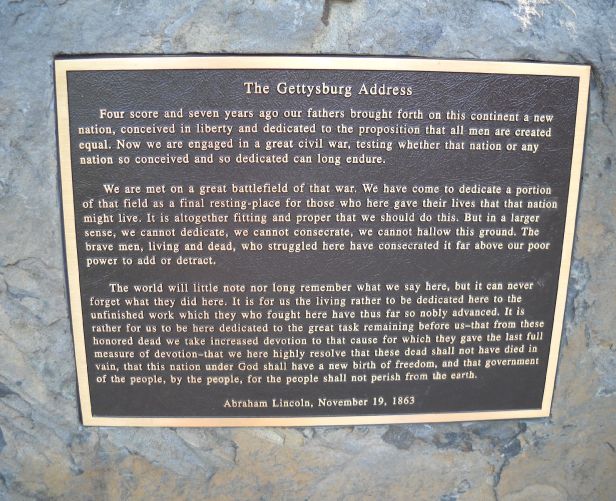 The Gettysburg Address
Four score and seven years ago our fathers brought forth on this continent a new
nation, conceived in liberty and dedicated to the proposition that all men are created
equal. Now we are engaged in a great civil war, testing whether that nation or any
nation so conceived and so dedicated can long endure.
We are met on a great battlefield of that war. We have come to dedicate a portion
of that field as a final resting-place for those who here gave their lives that that nation
might live. It is altogether fitting and proper that we should do this. But in a larger
sense, we cannot dedicate, we cannot consecrate, we cannot hallow this ground. The
brave men, living and dead, who struggled here have consecrated it far above our poor
power to add or detract.
The world will little note nor long remember what we say here, but it can never
forget what they did here. It is for us the living rather to be dedicated here to the
unfinished work which they who fought here have thus far so nobly advanced. It is
rather for us to be here dedicated to the great task remaining before us–that from these
honored dead we take increased devotion to that cause for which they gave the last full
measure of devotion–that we here highly resolve that these dead shall not have died in
vain, that this nation under God shall have a new birth of freedom, and that government
of the people, by the people, for the people shall not perish from the earth.
Abraham Lincoln, November 19, 1863